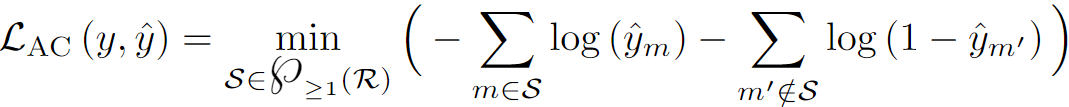 𝓛_AC (y, ŷ) = min_{𝒮∈℘_{≥1}(ℛ)} ( − ∑_{m∈𝒮} log (ŷ_m) − ∑_{m′∉𝒮} log (1 − ŷ_{m′}) )